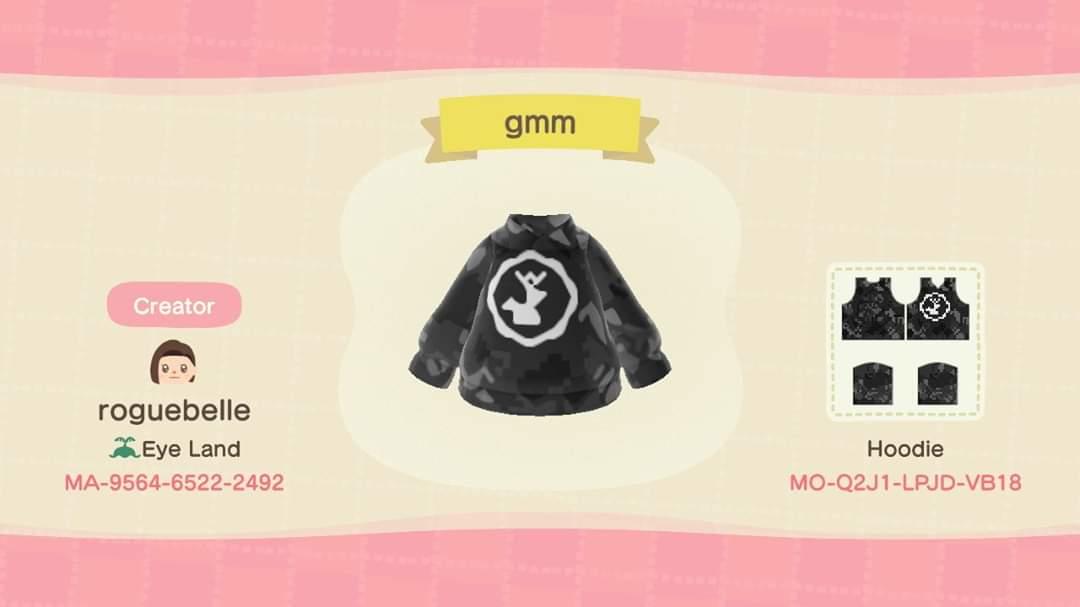 gmm
Creator
roguebelle
Eye Land
MA-9564-6522-2492
Hoodie
MO-Q2J1-LPJD-VB18